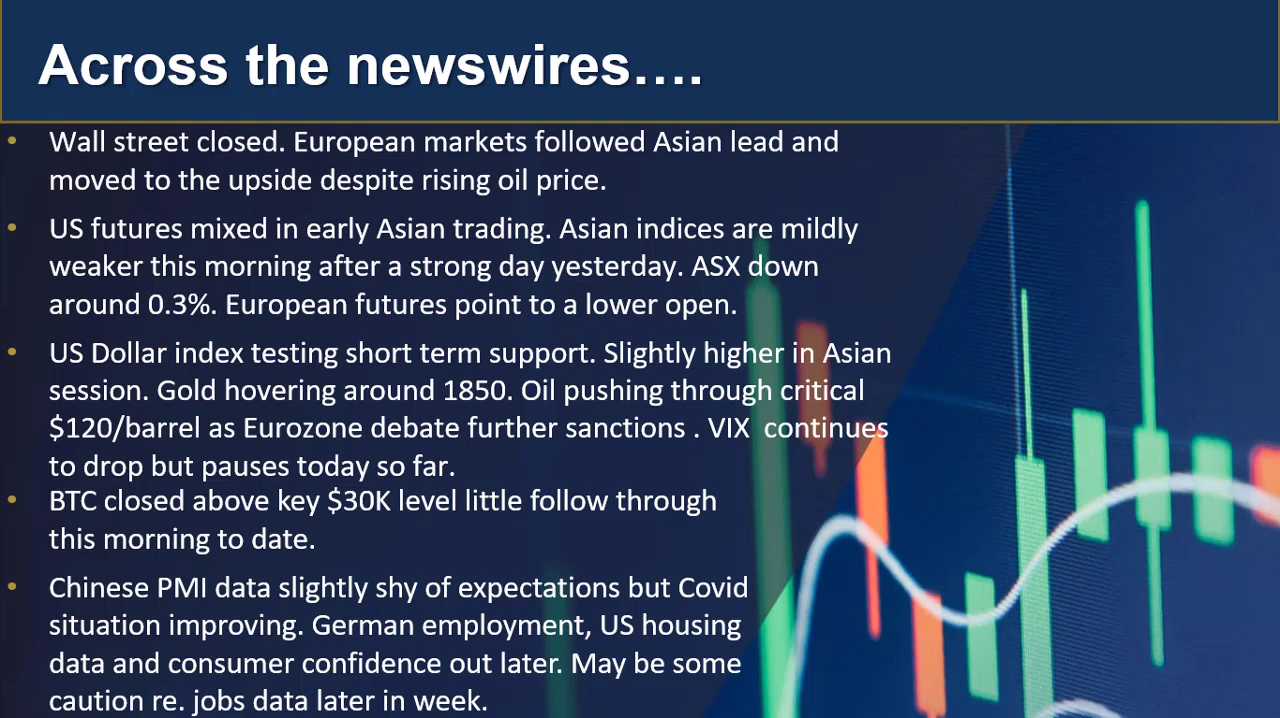 Across the newswires….
• Wall street closed. European markets followed Asian lead and
moved to the upside despite rising oil price.
• US futures mixed in early Asian trading. Asian indices are mildly
weaker this morning after a strong day yesterday. ASX down
around 0.3%. European futures point to a lower open.
• US Dollar index testing short term support. Slightly higher in Asian
session. Gold hovering around 1850. Oil pushing through critical
$120/barrel as Eurozone debate further sanctions . VIX  continues
to drop but pauses today so far.
• BTC closed above key $30K level little follow through
this morning to date.
• Chinese PMI data slightly shy of expectations but Covid
situation improving. German employment, US housing
data and consumer confidence out later. May be some
caution re. jobs data later in week.